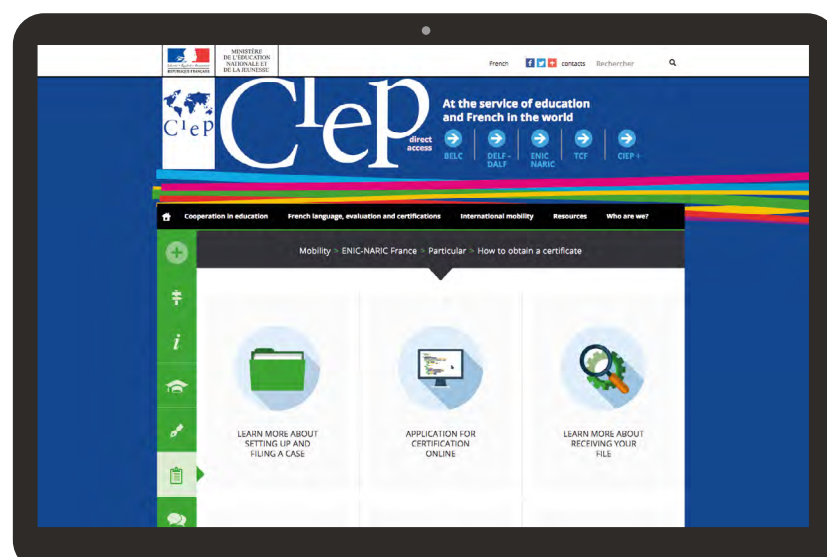 MINISTÈRE
DE L'ÉDUCATION
NATIONALE ET
DE LA JEUNESSE
RÉPUBLIQUE FRANÇAISE
French
contacts
Rechercher
CIEP
CIEP
At the service of education
and French in the world
direct
access
BELC
DELF -
DALF
ENIC
NARIC
TCF
CIEP +
Cooperation in education French language, evaluation and certifications International mobility Resources Who are we?
Mobility > ENIC-NARIC France > Particular > How to obtain a certificate
i
LEARN MORE ABOUT
SETTING UP AND
FILING A CASE
APPLICATION FOR
CERTIFICATION
ONLINE
LEARN MORE ABOUT
RECEIVING YOUR
FILE